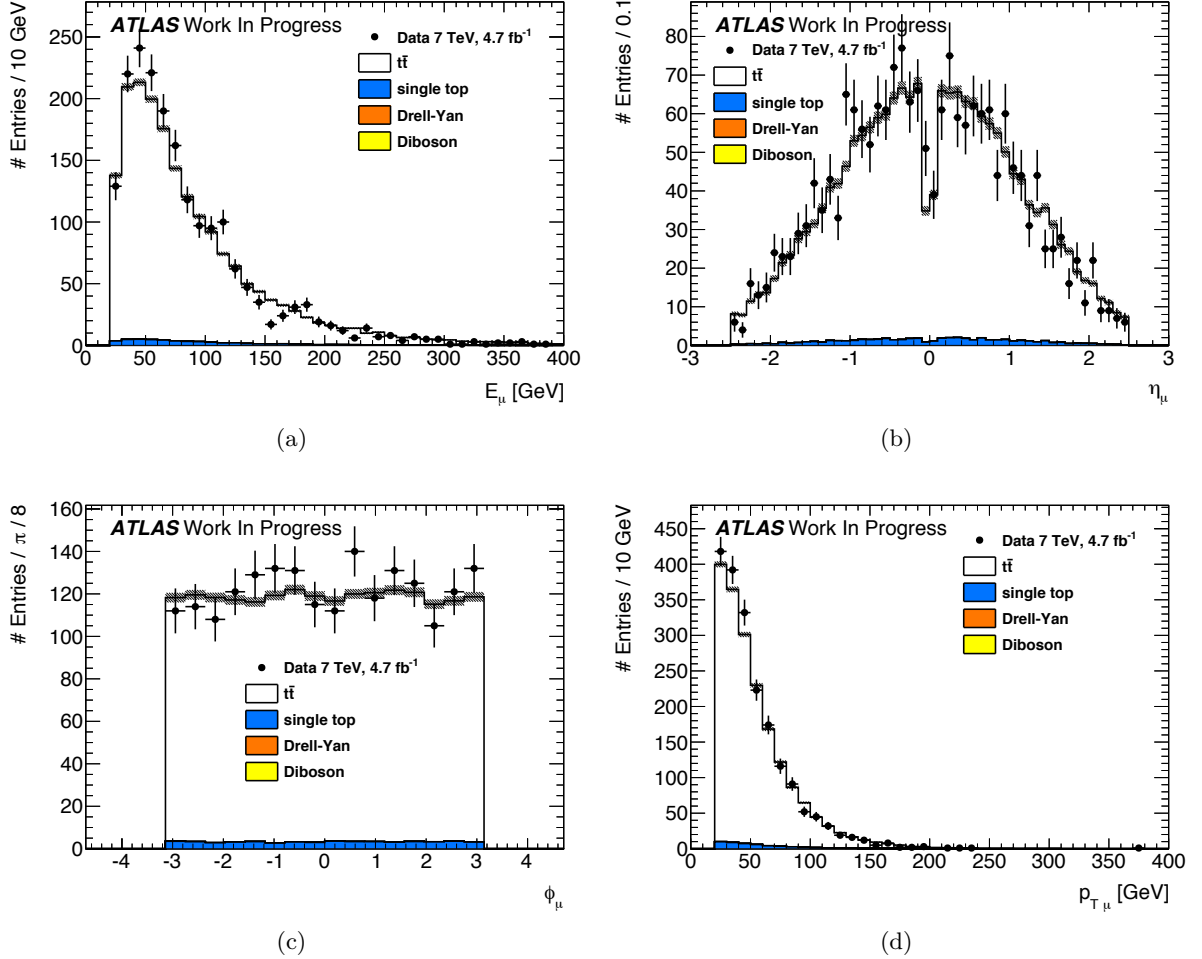 ATLAS Work In Progress
# Entries / 10 GeV
250
200
150
100
50
0
Data 7 TeV, 4.7 fb⁻¹
tt̄
single top
Drell-Yan
Diboson
0 50 100 150 200 250 300 350 400
E_μ [GeV]
(a)
ATLAS Work In Progress
# Entries / 0.1
80
70
60
50
40
30
20
10
0
Data 7 TeV, 4.7 fb⁻¹
tt̄
single top
Drell-Yan
Diboson
-3 -2 -1 0 1 2 3
η_μ
(b)
ATLAS Work In Progress
# Entries / π / 8
160
140
120
100
80
60
40
20
0
Data 7 TeV, 4.7 fb⁻¹
tt̄
single top
Drell-Yan
Diboson
-4 -3 -2 -1 0 1 2 3 4
ϕ_μ
(c)
ATLAS Work In Progress
# Entries / 10 GeV
450
400
350
300
250
200
150
100
50
0
Data 7 TeV, 4.7 fb⁻¹
tt̄
single top
Drell-Yan
Diboson
0 50 100 150 200 250 300 350 400
p_T μ [GeV]
(d)